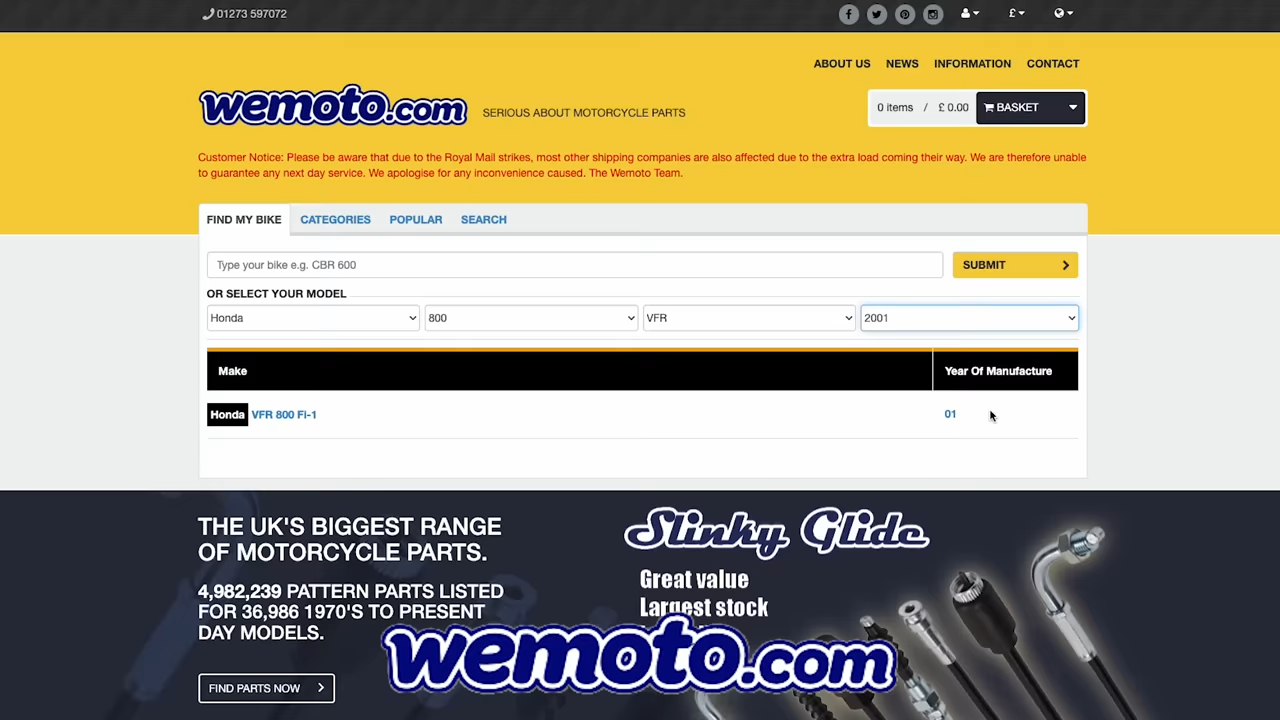 01273 597072
£
ABOUT US NEWS INFORMATION CONTACT
wemoto.com SERIOUS ABOUT MOTORCYCLE PARTS
0 items / £ 0.00 BASKET
Customer Notice: Please be aware that due to the Royal Mail strikes, most other shipping companies are also affected due to the extra load coming their way. We are therefore unable
to guarantee any next day service. We apologise for any inconvenience caused. The Wemoto Team.
FIND MY BIKE CATEGORIES POPULAR SEARCH
Type your bike e.g. CBR 600 SUBMIT
OR SELECT YOUR MODEL
Honda 800 VFR 2001
Make Year Of Manufacture
Honda VFR 800 Fi-1 01
THE UK'S BIGGEST RANGE
OF MOTORCYCLE PARTS.
4,982,239 PATTERN PARTS LISTED
FOR 36,986 1970'S TO PRESENT
DAY MODELS.
FIND PARTS NOW
Slinky Glide
Great value
Largest stock
wemoto.com